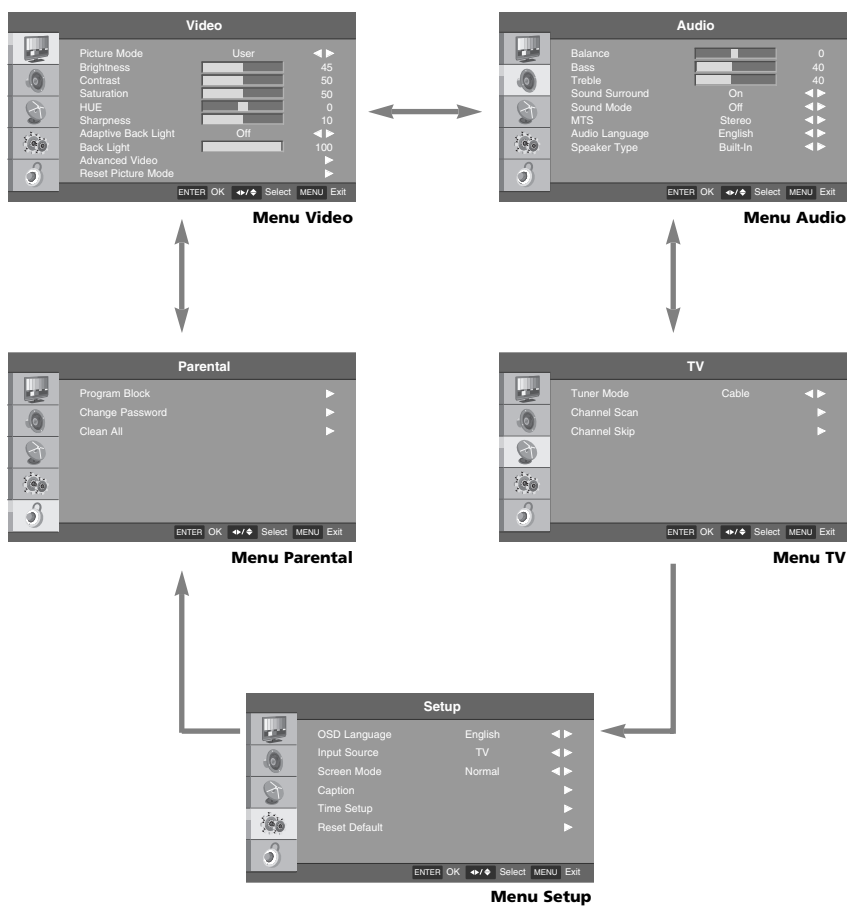 Video
Picture Mode User
Brightness 45
Contrast 50
Saturation 50
HUE 0
Sharpness 10
Adaptive Back Light Off
Back Light 100
Advanced Video
Reset Picture Mode
ENTER OK Select MENU Exit
Menu Video
Audio
Balance 0
Bass 40
Treble 40
Sound Surround On
Sound Mode Off
MTS Stereo
Audio Language English
Speaker Type Built-In
ENTER OK Select MENU Exit
Menu Audio
Parental
Program Block
Change Password
Clean All
ENTER OK Select MENU Exit
Menu Parental
TV
Tuner Mode Cable
Channel Scan
Channel Skip
ENTER OK Select MENU Exit
Menu TV
Setup
OSD Language English
Input Source TV
Screen Mode Normal
Caption
Time Setup
Reset Default
ENTER OK Select MENU Exit
Menu Setup